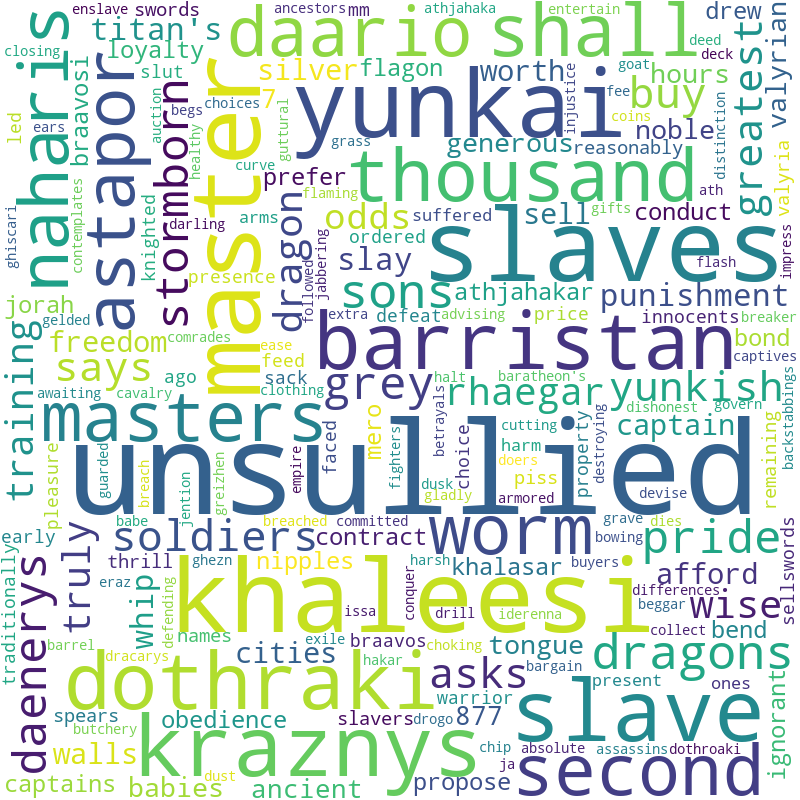 enslave swords ancestors mm athjahaka entertain drew
closing titan's daario shall deck deed valyrian
loyalty silver flagon worth goat hours
naharis slut braavosi led ears
astapor master choices 7 yunkai buy injustice fee coins greatest
begs auction healthy guttural grass noble
generous reasonably distinction
stormborn curve prefer flaming thousand ath gifts
ghiscari contemplates knighted darling arms dragon odds suffered sell conduct impress
jabbering followed ordered slay slaves flash
presence
jorah gelded sons athjahakar punishment
extra defeat advising price innocents breaker
training freedom comrades ease barristan bond captives
says ago feed sack halt baratheon's
awaiting cavalry clothing grey rhaegar yunkish dishonest govern
masters faced mero betrayals choice cutting harm property destroying captain backstabbings remaining
unsullied
pleasure guarded breach babe jention greizhen empire fighters dusk gladly doers piss armored devise
early truly soldiers breached committed contract worm grave dies bowing pride sellswords
traditionally thrill ghezn nipples harsh khalasar buyers afford
daenerys eraz whip defending khaleesi issa conquer drill iderenna differences beggar wise
names exile braavos choking collect bend
barrel dracarys hakar cities tongue bargain dragons
dothraki asks warrior present ones ignorant
spears obedience slavers drogo 877 slave
butchery walls kraznys chip absolute assassins dothroaki
captains babies dust ancient propose ja second